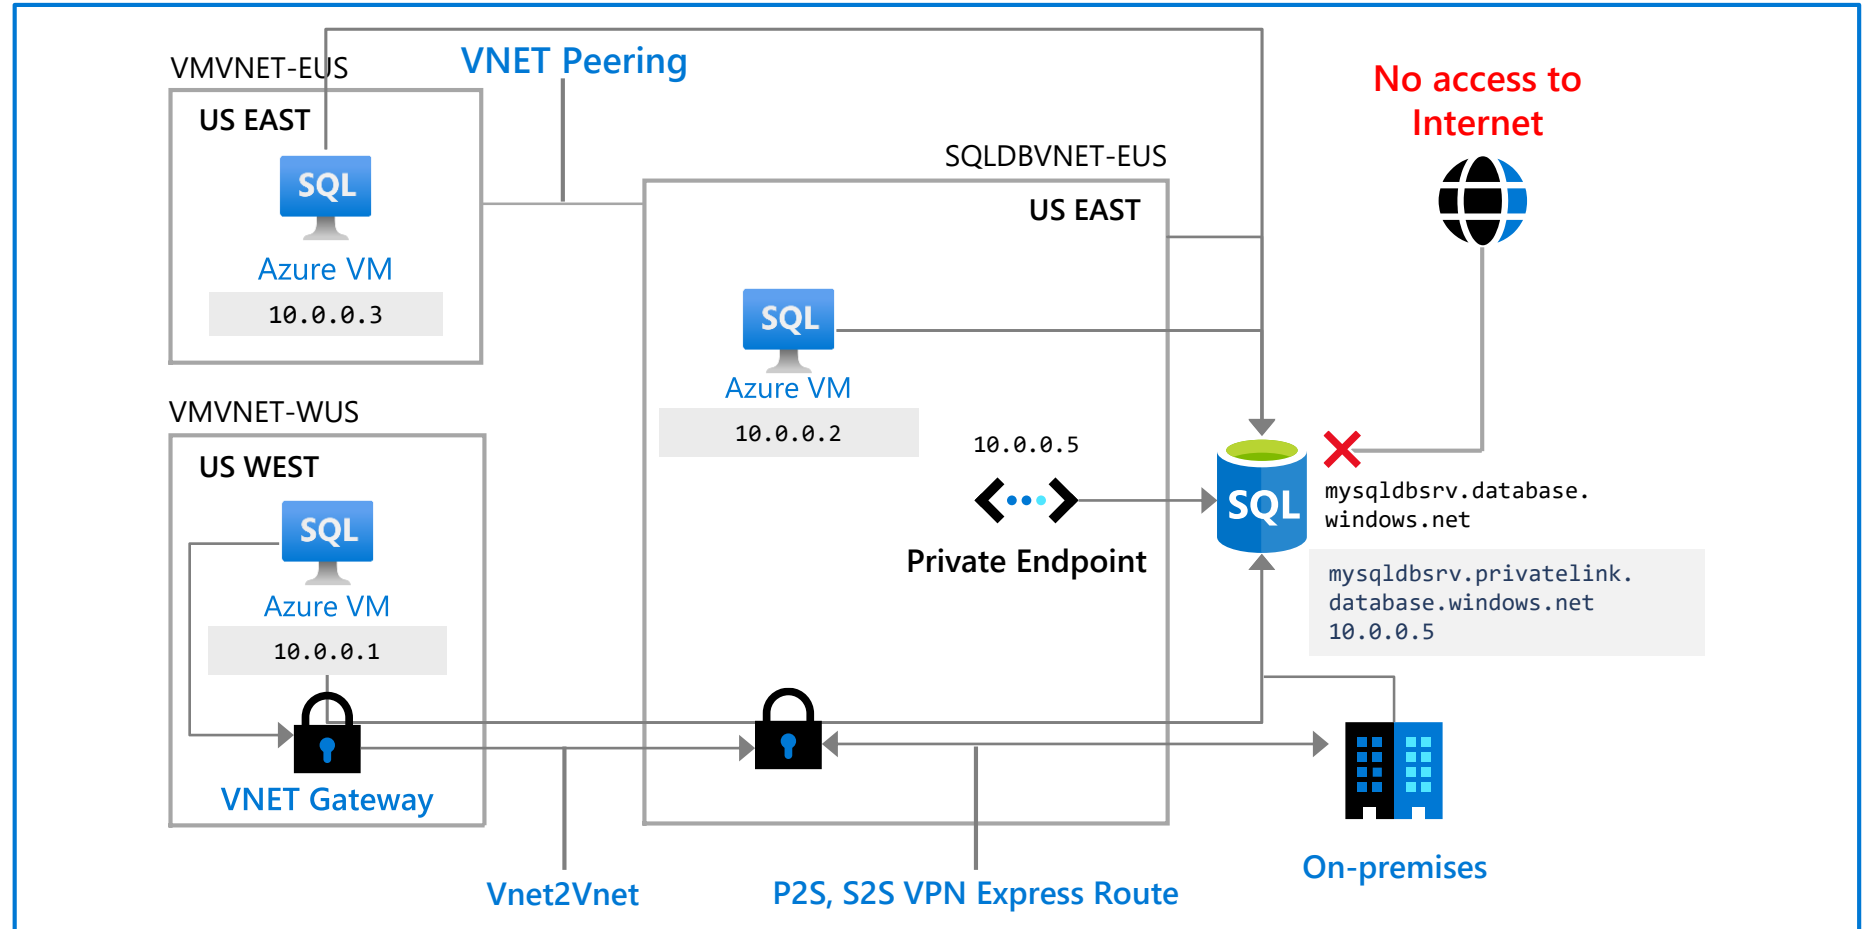 VMVNET-EUS
VNET Peering
US EAST
SQL
Azure VM
10.0.0.3
SQLDBVNET-EUS
US EAST
SQL
Azure VM
10.0.0.2
10.0.0.5
Private Endpoint
No access to
Internet
SQL
mysqldbsrv.database.
windows.net
mysqldbsrv.privatelink.
database.windows.net
10.0.0.5
VMVNET-WUS
US WEST
SQL
Azure VM
10.0.0.1
VNET Gateway
Vnet2Vnet
P2S, S2S VPN Express Route
On-premises